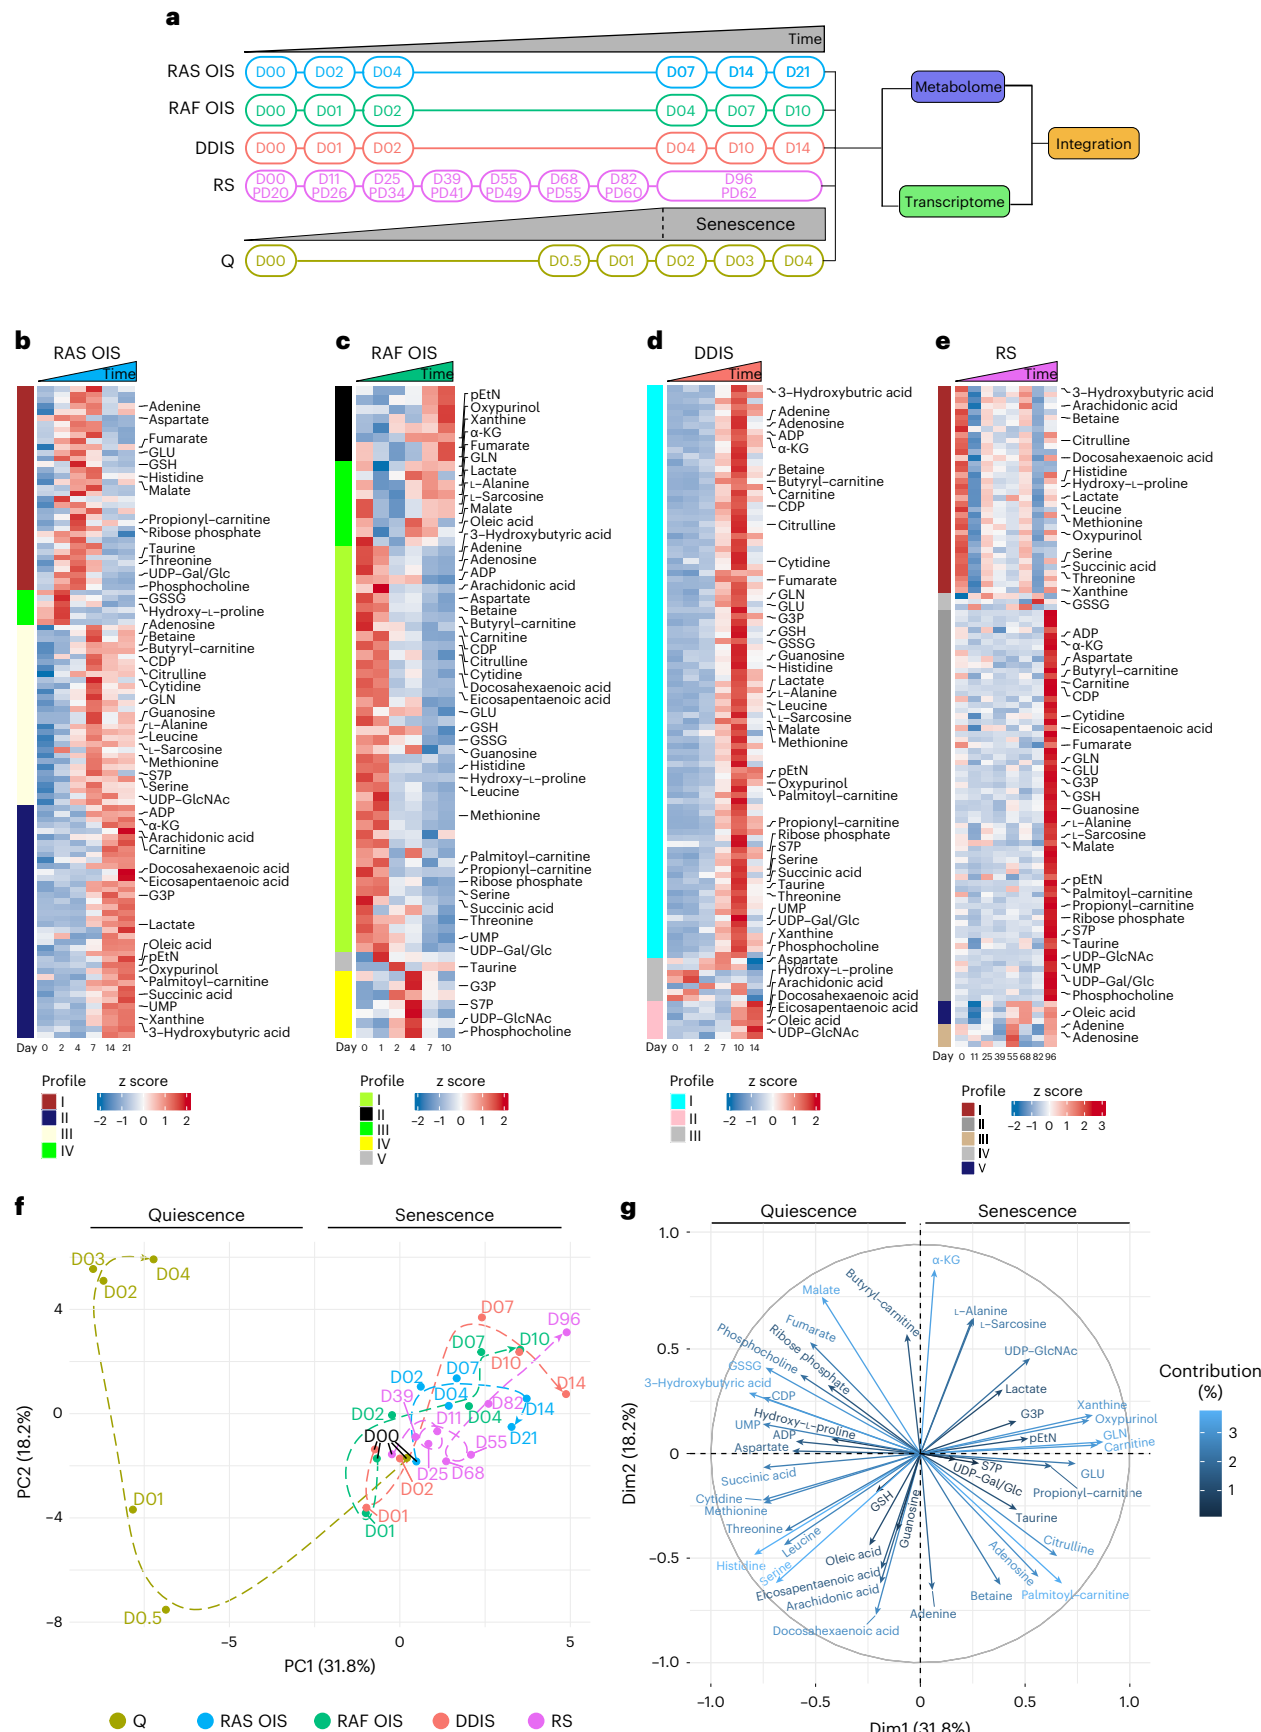 a
Time
RAS OIS
D00 D02 D04 D07 D14 D21
RAF OIS
D00 D01 D02 D04 D07 D10
DDIS
D00 D01 D02 D04 D10 D14
RS
D00 D11 D25 D39 D55 D68 D82 D96
PD20 PD26 PD34 PD41 PD49 PD55 PD60 PD62
Senescence
Q
D00 D0.5 D01 D02 D03 D04
Metabolome
Integration
Transcriptome
b
RAS OIS
Time
Adenine
Aspartate
Fumarate
GLU
GSH
Histidine
Malate
Propionyl–carnitine
Ribose phosphate
Taurine
Threonine
UDP–Gal/Glc
Phosphocholine
GSSG
Hydroxy–L–proline
Adenosine
Betaine
Butyryl–carnitine
CDP
Citrulline
Cytidine
GLN
Guanosine
L–Alanine
Leucine
L–Sarcosine
Methionine
S7P
Serine
UDP–GlcNAc
ADP
α-KG
Arachidonic acid
Carnitine
Docosahexaenoic acid
Eicosapentaenoic acid
G3P
Lactate
Oleic acid
pEtN
Oxypurinol
Palmitoyl–carnitine
Succinic acid
UMP
Xanthine
3–Hydroxybutyric acid
Day 0 2 4 7 14 21
Profile
I
II
III
IV
z score
–2 –1 0 1 2
c
RAF OIS
Time
pEtN
Oxypurinol
Xanthine
α-KG
Fumarate
GLN
Lactate
L–Alanine
L–Sarcosine
Malate
Oleic acid
3–Hydroxybutyric acid
Adenine
Adenosine
ADP
Arachidonic acid
Aspartate
Betaine
Butyryl–carnitine
Carnitine
CDP
Citrulline
Cytidine
Docosahexaenoic acid
Eicosapentaenoic acid
GLU
GSH
GSSG
Guanosine
Histidine
Hydroxy–L–proline
Leucine
Methionine
Palmitoyl–carnitine
Propionyl–carnitine
Ribose phosphate
Serine
Succinic acid
Threonine
UMP
UDP–Gal/Glc
Taurine
G3P
S7P
UDP–GlcNAc
Phosphocholine
Day 0 1 2 4 7 10
Profile
I
II
III
IV
V
z score
–2 –1 0 1 2
d
DDIS
Time
3–Hydroxybutric acid
Adenine
Adenosine
ADP
α-KG
Betaine
Butyryl–carnitine
Carnitine
CDP
Citrulline
Cytidine
Fumarate
GLN
GLU
G3P
GSH
GSSG
Guanosine
Histidine
Lactate
L–Alanine
Leucine
L–Sarcosine
Malate
Methionine
pEtN
Oxypurinol
Palmitoyl–carnitine
Propionyl–carnitine
Ribose phosphate
S7P
Serine
Succinic acid
Taurine
Threonine
UMP
UDP–Gal/Glc
Xanthine
Phosphocholine
Aspartate
Hydroxy–L–proline
Arachidonic acid
Docosahexaenoic acid
Eicosapentaenoic acid
Oleic acid
UDP–GlcNAc
Day 0 1 2 7 10 14
Profile
I
II
III
z score
–2 –1 0 1 2
e
RS
Time
3–Hydroxybutyric acid
Arachidonic acid
Betaine
Citrulline
Docosahexaenoic acid
Histidine
Hydroxy–L–proline
Lactate
Leucine
Methionine
Oxypurinol
Serine
Succinic acid
Threonine
Xanthine
GSSG
ADP
α-KG
Aspartate
Butyryl–carnitine
Carnitine
CDP
Cytidine
Eicosapentaenoic acid
Fumarate
GLN
GLU
G3P
GSH
Guanosine
L–Alanine
L–Sarcosine
Malate
pEtN
Palmitoyl–carnitine
Propionyl–carnitine
Ribose phosphate
S7P
Taurine
UDP–GlcNAc
UMP
UDP–Gal/Glc
Phosphocholine
Oleic acid
Adenine
Adenosine
Day 0 11 25 39 55 68 82 96
Profile
I
II
III
IV
V
z score
–2 –1 0 1 2 3
f
Quiescence
Senescence
D03
D04
D02
D07
D96
D07
D10
D10
D02
D07
D14
D39
D04
D82
D02
D11
D04
D14
D00
D21
D55
D25
D68
D02
D01
D01
D01
D0.5
4
0
–4
–8
–5
0
5
PC2 (18.2%)
PC1 (31.8%)
Q
RAS OIS
RAF OIS
DDIS
RS
g
Quiescence
Senescence
1.0
0.5
0
–0.5
–1.0
–1.0
–0.5
0
0.5
1.0
Dim2 (18.2%)
Dim1 (31.8%)
α-KG
Butyryl–carnitine
Malate
L–Alanine
L–Sarcosine
Fumarate
Phosphocholine
Ribose phosphate
UDP–GlcNAc
GSSG
3–Hydroxybutyric acid
CDP
Lactate
Xanthine
G3P
Oxypurinol
UMP
Hydroxy–L–proline
ADP
pEtN
GLN
Carnitine
Aspartate
S7P
GLU
Succinic acid
UDP–Gal/Glc
Propionyl–carnitine
Cytidine
Methionine
GSH
Guanosine
Taurine
Threonine
Leucine
Citrulline
Oleic acid
Histidine
Serine
Adenosine
Eicosapentaenoic acid
Arachidonic acid
Betaine
Palmitoyl–carnitine
Adenine
Docosahexaenoic acid
Contribution
(%)
3
2
1